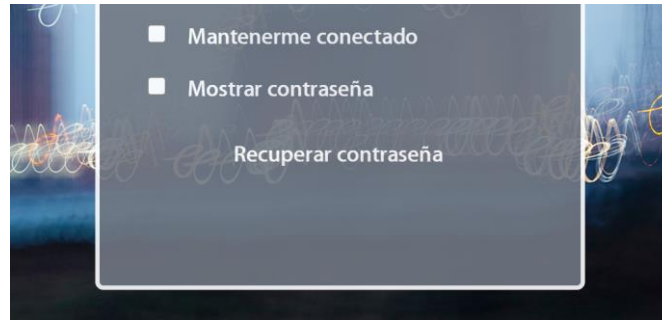 Mantenerme conectado
Mostrar contraseña
Recuperar contraseña